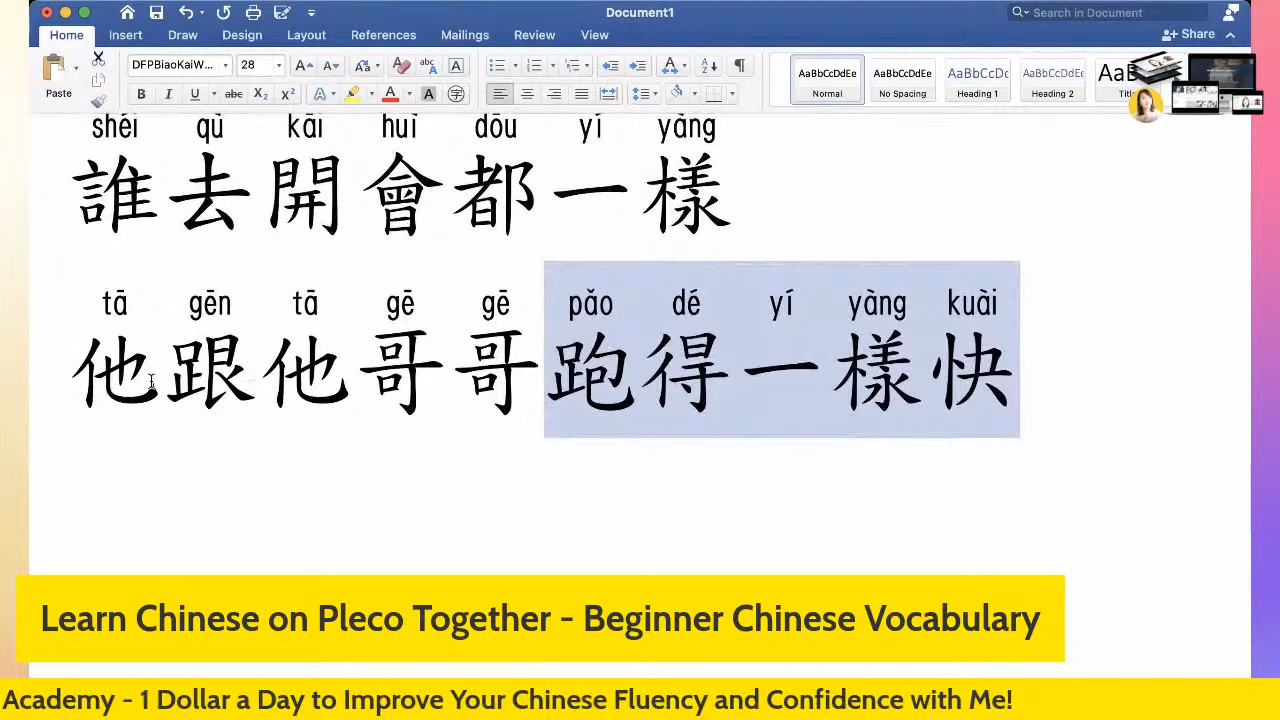 Document1
Search in Document
Home Insert Draw Design Layout References Mailings Review View Share
Paste DFPBiaoKaiW... 28
AaBbCcDdEe AaBbCcDdEe AaBbCcDc AaBbCcDdEe
Normal No Spacing Heading 1 Heading 2
shéi qù kāi huì dōu yí yàng
誰去開會都一樣
tā gēn tā gē gē pǎo dé yí yàng kuài
他跟他哥哥跑得一樣快
Learn Chinese on Pleco Together - Beginner Chinese Vocabulary
Academy - 1 Dollar a Day to Improve Your Chinese Fluency and Confidence with Me!